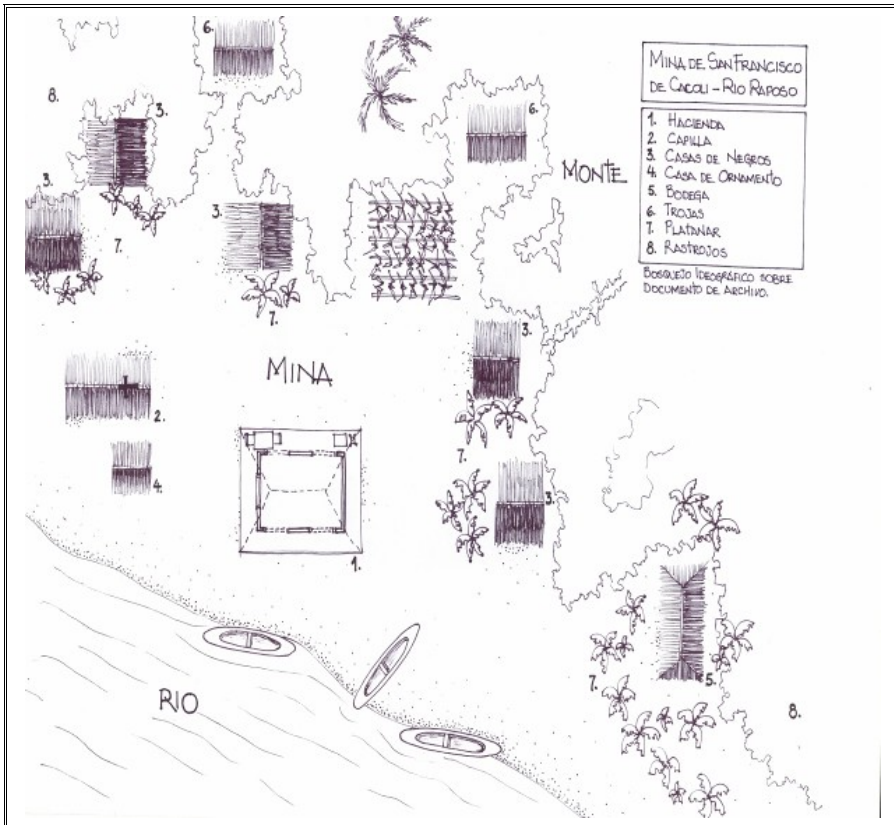 MINA DE SAN FRANCISCO
DE CACOLI - RIO RAPOSO
1. HACIENDA
2. CAPILLA
3. CASAS DE NEGROS
4. CASA DE ORNAMENTO
5. BODEGA
6. TROJAS
7. PLATANAR
8. RASTROJOS
BOSQUEJO IDEOGRÁFICO SOBRE
DOCUMENTO DE ARCHIVO.
6.
8.
3.
6.
MONTE
3.
3.
7.
7.
3.
MINA
2.
7.
4.
3.
1.
7.
5.
RIO
8.